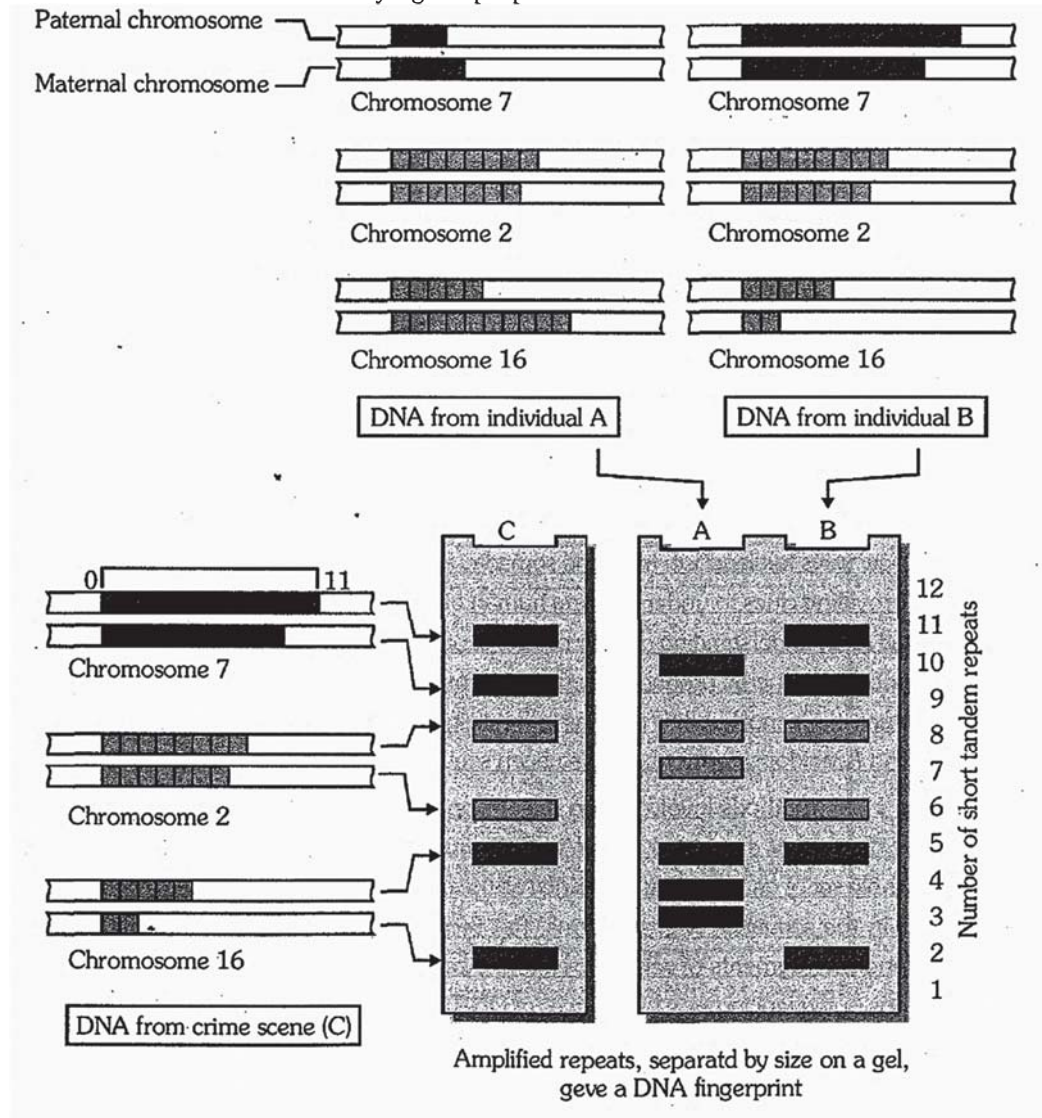 Paternal chromosome
Maternal chromosome
Chromosome 7
Chromosome 7
Chromosome 2
Chromosome 2
Chromosome 16
Chromosome 16
DNA from individual A
DNA from individual B
C
A
B
0
11
Chromosome 7
Chromosome 2
Chromosome 16
DNA from crime scene (C)
12
11
10
9
8
7
6
5
4
3
2
1
Number of short tandem repeats
Amplified repeats, separatd by size on a gel,
geve a DNA fingerprint